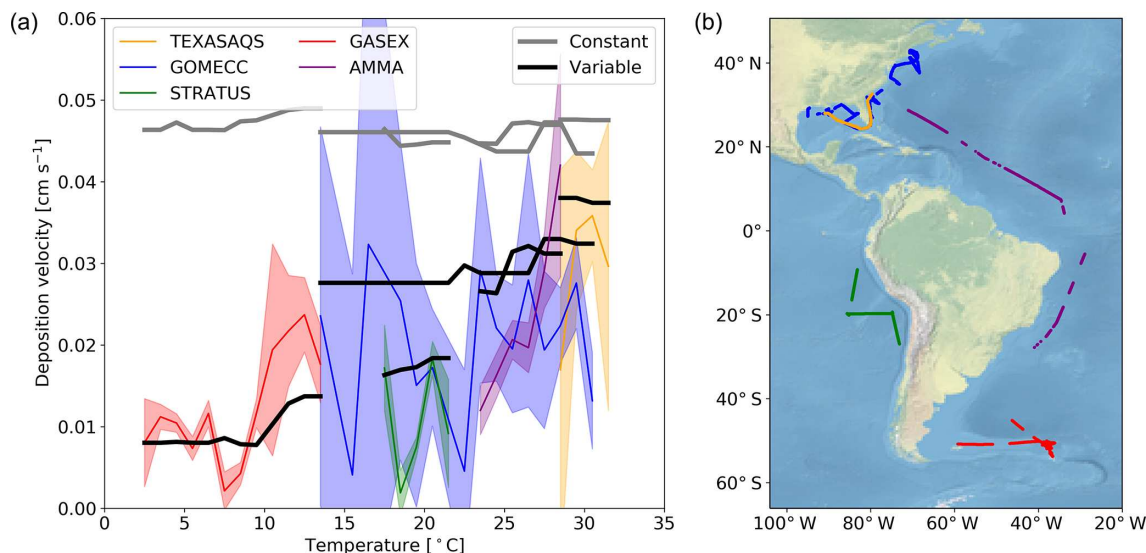 (a)
TEXASAQS
GOMECC
STRATUS
GASEX
AMMA
Constant
Variable
Deposition velocity [cm s⁻¹]
0.06
0.05
0.04
0.03
0.02
0.01
0.00
0 5 10 15 20 25 30 35
Temperature [°C]
(b)
40° N
20° N
0°
20° S
40° S
60° S
100° W 80° W 60° W 40° W 20° W